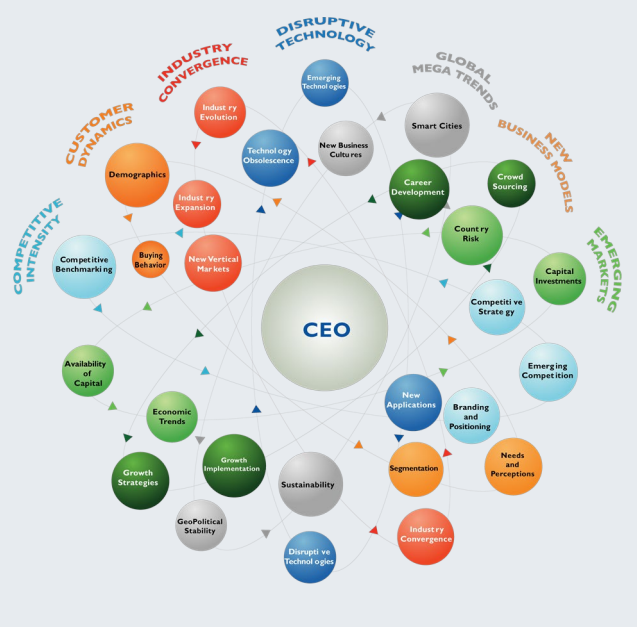 DISRUPTIVE
TECHNOLOGY
INDUSTRY
CONVERGENCE
GLOBAL
MEGA TRENDS
CUSTOMER
DYNAMICS
NEW
BUSINESS MODELS
COMPETITIVE
INTENSITY
EMERGING
MARKETS
Emerging
Technologies
Industry
Evolution
Smart Cities
Technology
Obsolescence
New Business
Cultures
Demographics
Career
Development
Crowd
Sourcing
Industry
Expansion
Country
Risk
Competitive
Benchmarking
Buying
Behavior
New Vertical
Markets
Capital
Investments
Competitive
Strategy
CEO
Availability
of
Capital
Emerging
Competition
New
Applications
Economic
Trends
Branding
and
Positioning
Growth
Strategies
Growth
Implementation
Sustainability
Segmentation
Needs
and
Perceptions
GeoPolitical
Stability
Disruptive
Technologies
Industry
Convergence